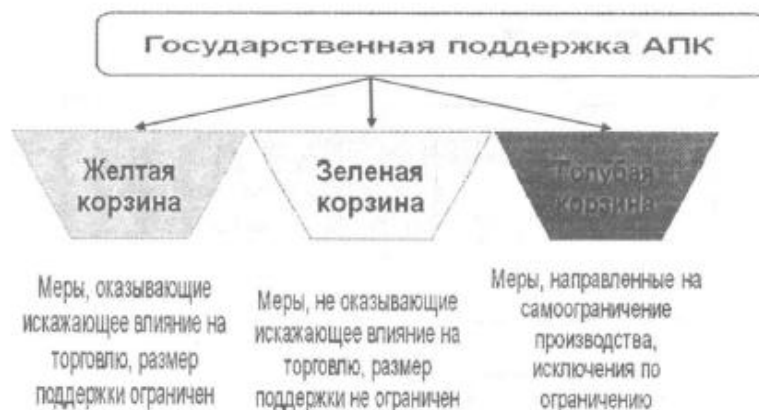 Государственная поддержка АПК
Желтая
корзина
Зеленая
корзина
Голубая
корзина
Меры, оказывающие
искажающее влияние на
торговлю, размер
поддержки ограничен
Меры, не оказывающие
искажающее влияние на
торговлю, размер
поддержки не ограничен
Меры, направленные на
самоограничение
производства,
исключения по
ограничению